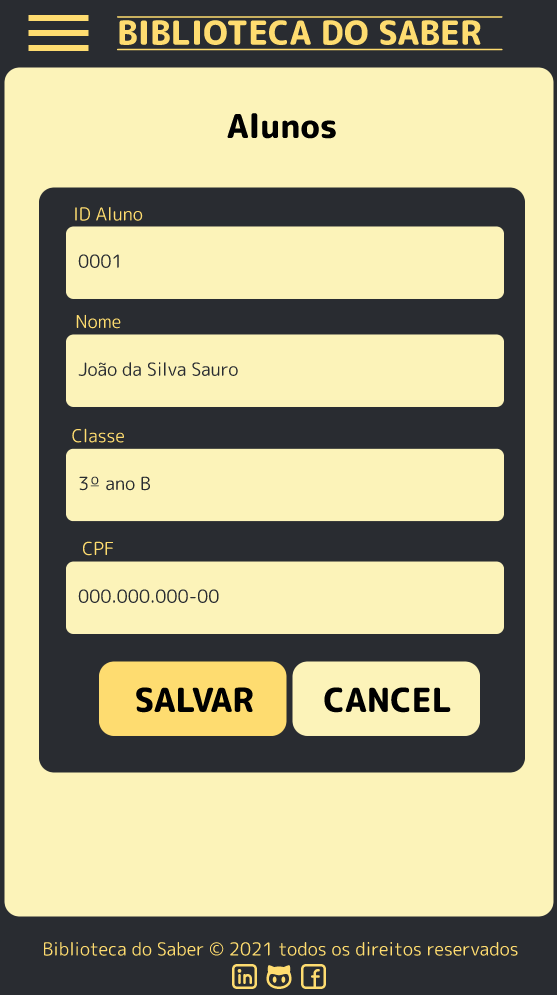 BIBLIOTECA DO SABER
Alunos
ID Aluno
0001
Nome
João da Silva Sauro
Classe
3º ano B
CPF
000.000.000-00
SALVAR CANCEL
Biblioteca do Saber © 2021 todos os direitos reservados
in f